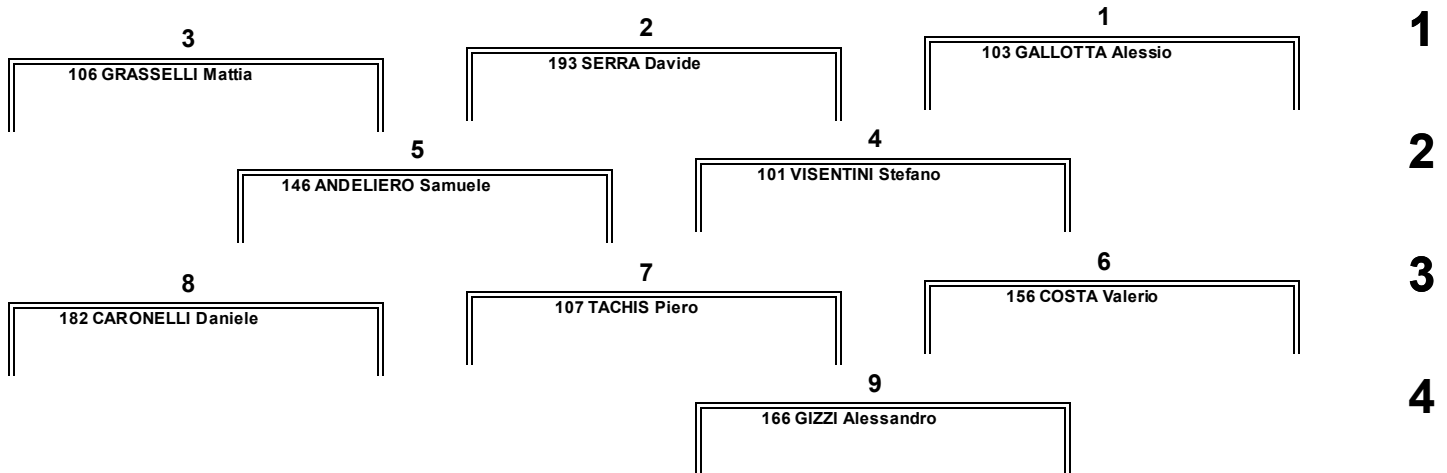 3 2 1 1
106 GRASSELLI Mattia 193 SERRA Davide 103 GALLOTTA Alessio
5 4 2
146 ANDELIERO Samuele 101 VISENTINI Stefano
8 7 6 3
182 CARONELLI Daniele 107 TACHIS Piero 156 COSTA Valerio
9 4
166 GIZZI Alessandro